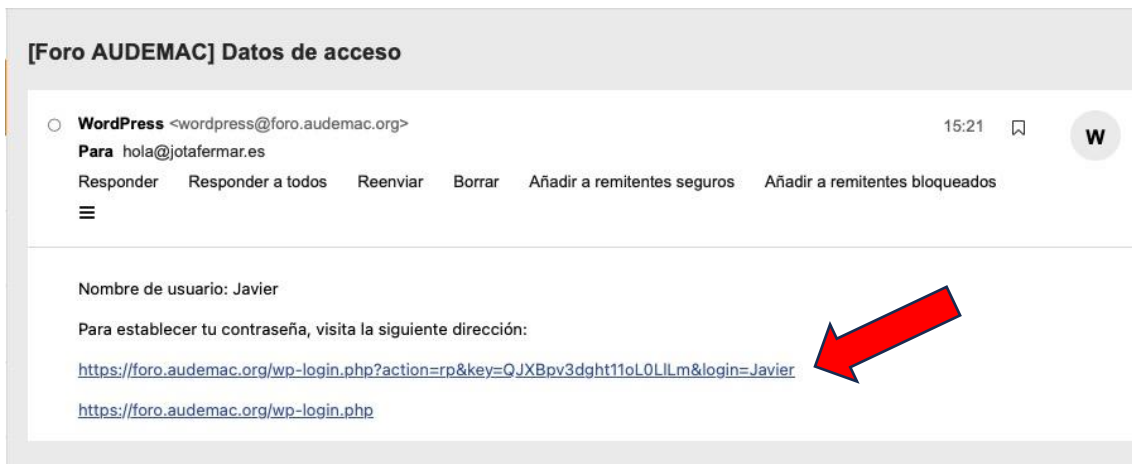 [Foro AUDEMAC] Datos de acceso
WordPress <wordpress@foro.audemac.org> 15:21
W
Para hola@jotafermar.es
Responder Responder a todos Reenviar Borrar Añadir a remitentes seguros Añadir a remitentes bloqueados
Nombre de usuario: Javier
Para establecer tu contraseña, visita la siguiente dirección:
https://foro.audemac.org/wp-login.php?action=rp&key=QJXBpv3dght11oL0LlLm&login=Javier
https://foro.audemac.org/wp-login.php